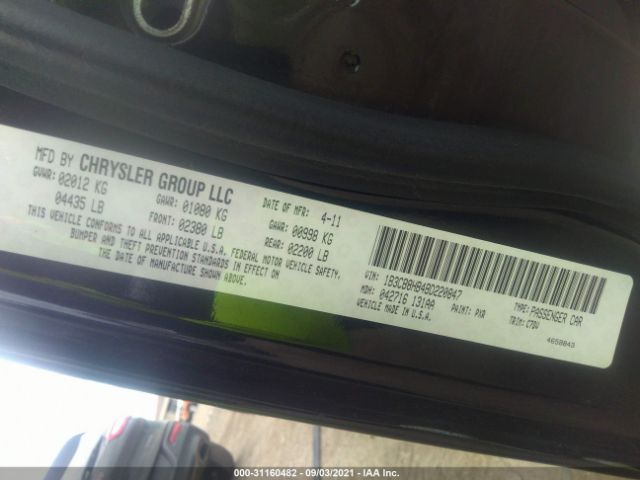 MFD BY CHRYSLER GROUP LLC
DATE OF MFR: 4-11
GVWR: 02012 KG
GAWR: 01080 KG
GAWR: 00998 KG
04435 LB
FRONT: 02380 LB
REAR: 02200 LB
THIS VEHICLE CONFORMS TO ALL APPLICABLE U.S.A. FEDERAL MOTOR VEHICLE SAFETY,
BUMPER AND THEFT PREVENTION STANDARDS IN EFFECT ON
THE DATE OF MANUFACTURE SHOWN ABOVE.
VIN: 1B3CB8HB4BD220847
TYPE: PASSENGER CAR
MDH: 042716 131AA
PAINT: PXR
TRIM: C7DV
VEHICLE MADE IN U.S.A.
4658843
000-31160482 - 09/03/2021 - IAA Inc.